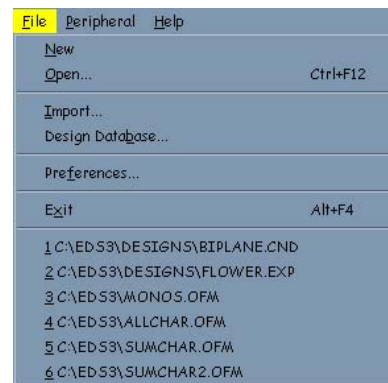 File Peripheral Help
New
Open... Ctrl+F12
Import...
Design Database...
Preferences...
Exit Alt+F4
1 C:\EDS3\DESIGNS\BIPLANE.CND
2 C:\EDS3\DESIGNS\FLOWER.EXP
3 C:\EDS3\MONOS.OFM
4 C:\EDS3\ALLCHAR.OFM
5 C:\EDS3\SUMCHAR.OFM
6 C:\EDS3\SUMCHAR2.OFM